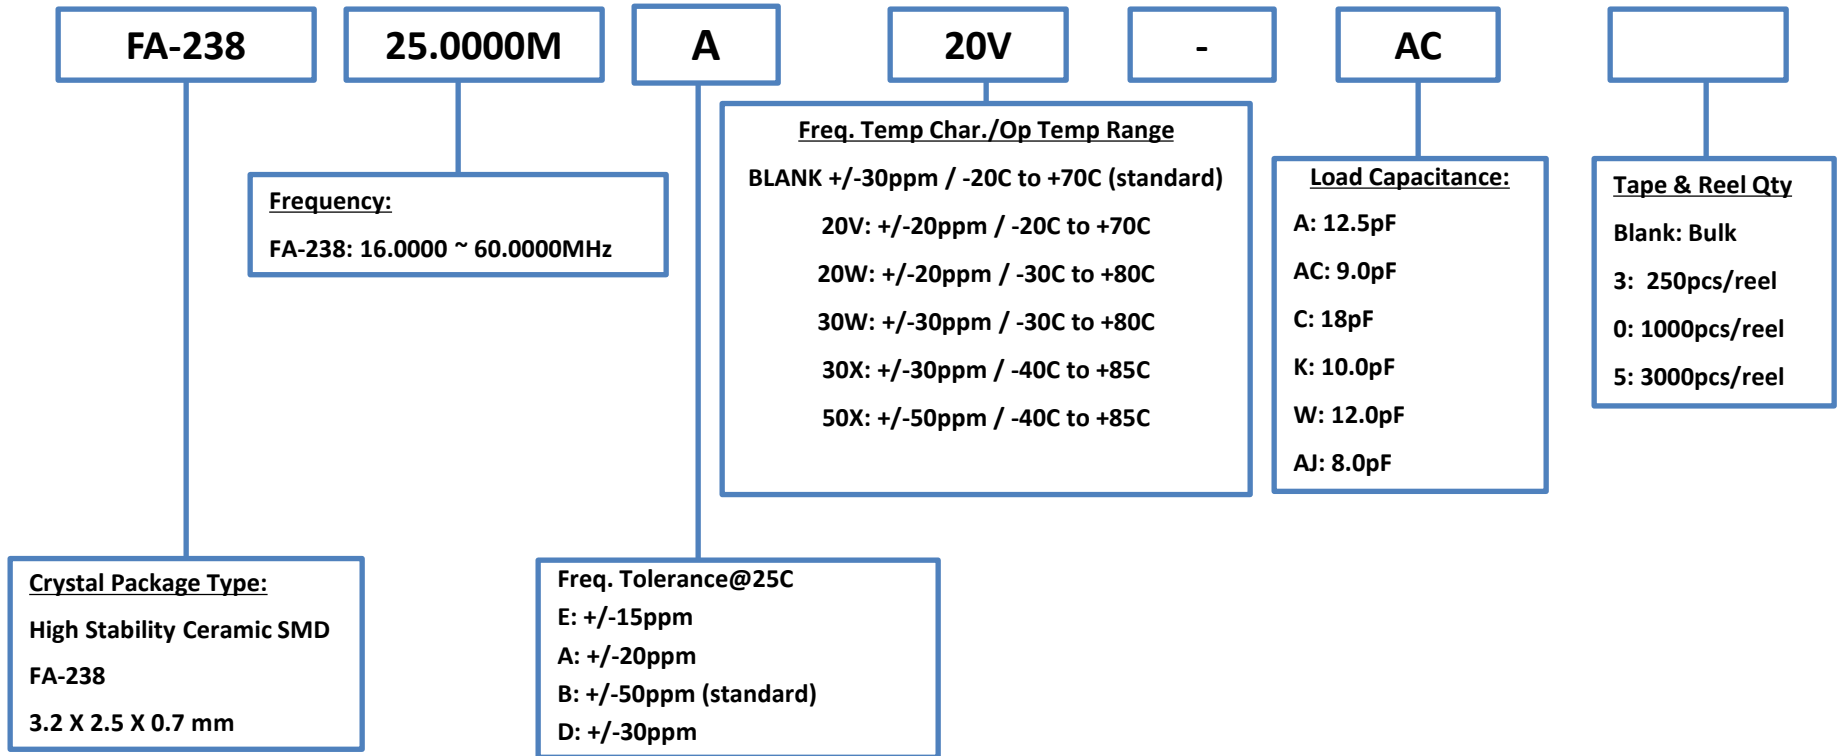 FA-238 25.0000M A 20V - AC
Freq. Temp Char./Op Temp Range
BLANK +/-30ppm / -20C to +70C (standard)
20V: +/-20ppm / -20C to +70C
20W: +/-20ppm / -30C to +80C
30W: +/-30ppm / -30C to +80C
30X: +/-30ppm / -40C to +85C
50X: +/-50ppm / -40C to +85C
Frequency:
FA-238: 16.0000 ~ 60.0000MHz
Load Capacitance:
A: 12.5pF
AC: 9.0pF
C: 18pF
K: 10.0pF
W: 12.0pF
AJ: 8.0pF
Tape & Reel Qty
Blank: Bulk
3:  250pcs/reel
0: 1000pcs/reel
5: 3000pcs/reel
Crystal Package Type:
High Stability Ceramic SMD
FA-238
3.2 X 2.5 X 0.7 mm
Freq. Tolerance@25C
E: +/-15ppm
A: +/-20ppm
B: +/-50ppm (standard)
D: +/-30ppm